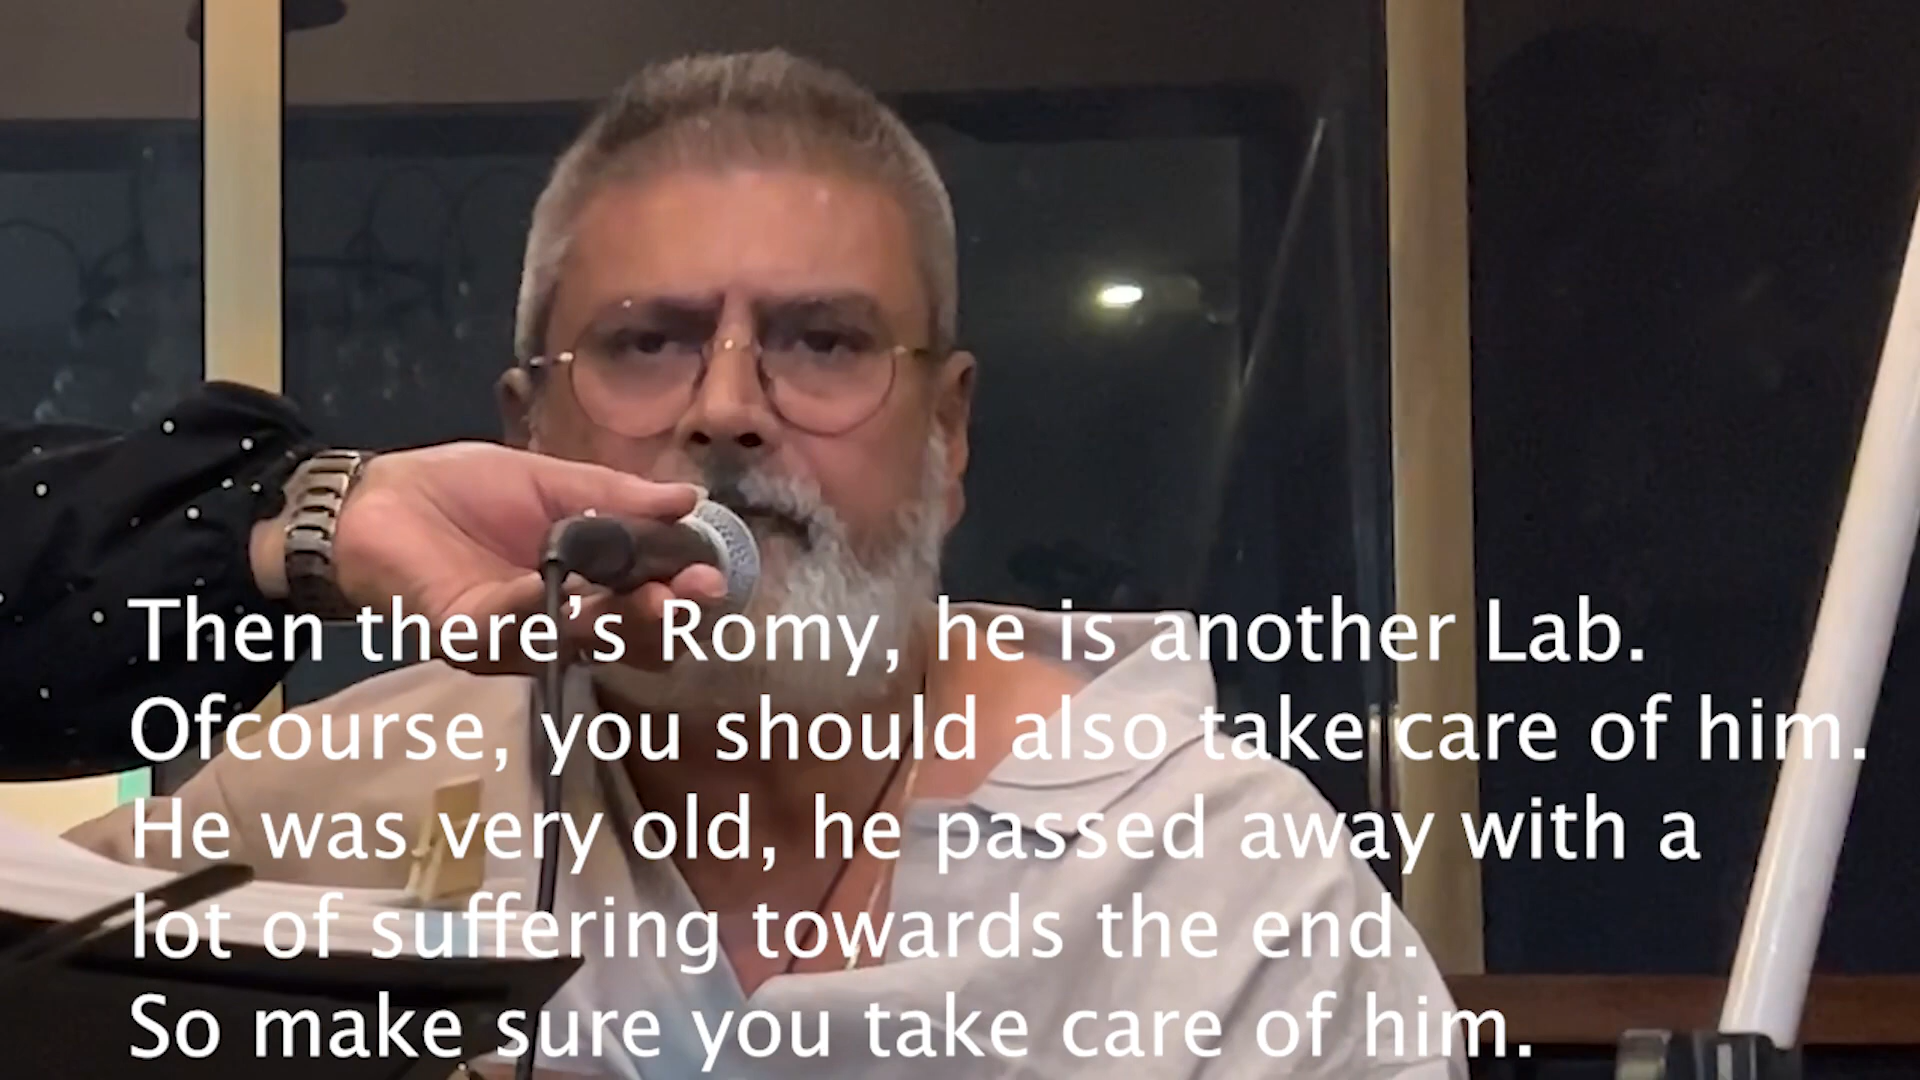 Then there’s Romy, he is another Lab.
Ofcourse, you should also take care of him.
He was very old, he passed away with a
lot of suffering towards the end.
So make sure you take care of him.